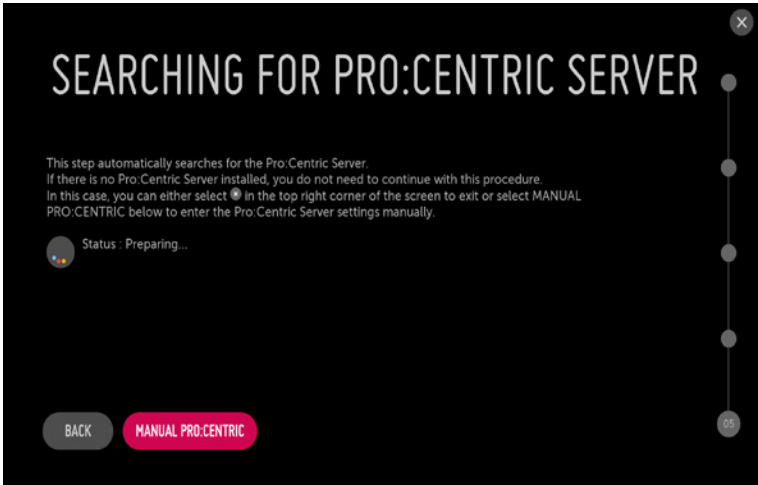 SEARCHING FOR PRO:CENTRIC SERVER
This step automatically searches for the Pro:Centric Server.
If there is no Pro:Centric Server installed, you do not need to continue with this procedure.
In this case, you can either select in the top right corner of the screen to exit or select MANUAL
PRO:CENTRIC below to enter the Pro:Centric Server settings manually.
Status : Preparing...
BACK
MANUAL PRO:CENTRIC
05